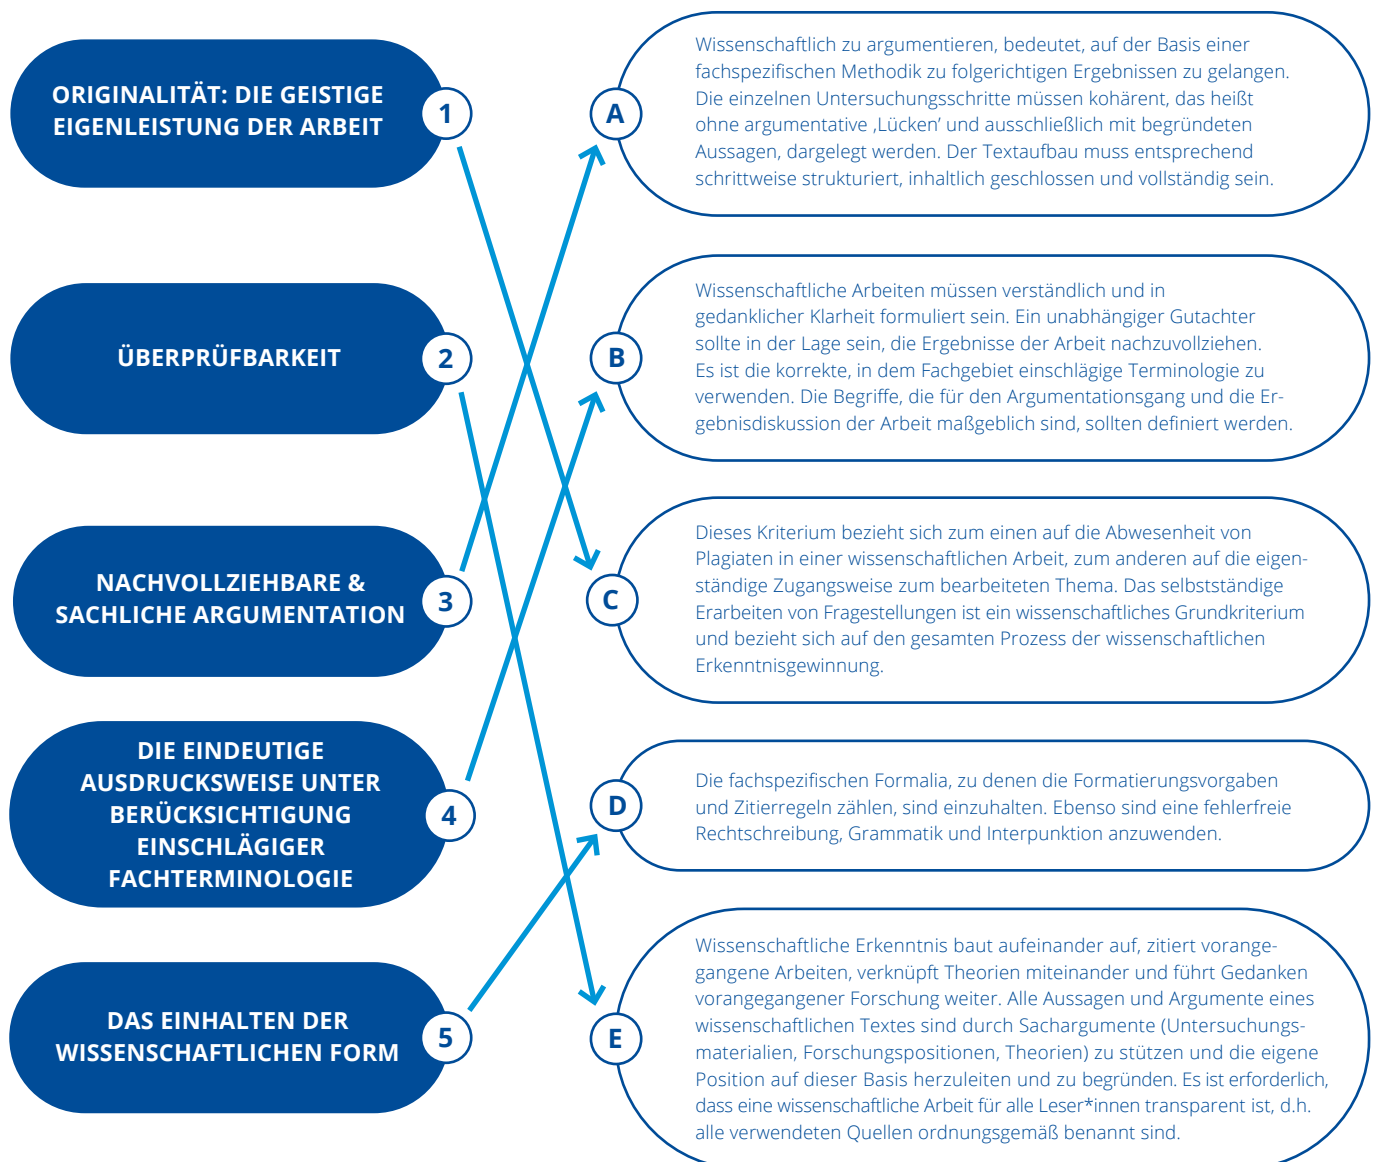 ORIGINALITÄT: DIE GEISTIGE
EIGENLEISTUNG DER ARBEIT
1
A
Wissenschaftlich zu argumentieren, bedeutet, auf der Basis einer
fachspezifischen Methodik zu folgerichtigen Ergebnissen zu gelangen.
Die einzelnen Untersuchungsschritte müssen kohärent, das heißt
ohne argumentative ‚Lücken’ und ausschließlich mit begründeten
Aussagen, dargelegt werden. Der Textaufbau muss entsprechend
schrittweise strukturiert, inhaltlich geschlossen und vollständig sein.
ÜBERPRÜFBARKEIT
2
B
Wissenschaftliche Arbeiten müssen verständlich und in
gedanklicher Klarheit formuliert sein. Ein unabhängiger Gutachter
sollte in der Lage sein, die Ergebnisse der Arbeit nachzuvollziehen.
Es ist die korrekte, in dem Fachgebiet einschlägige Terminologie zu
verwenden. Die Begriffe, die für den Argumentationsgang und die Er-
gebnisdiskussion der Arbeit maßgeblich sind, sollten definiert werden.
NACHVOLLZIEHBARE &
SACHLICHE ARGUMENTATION
3
C
Dieses Kriterium bezieht sich zum einen auf die Abwesenheit von
Plagiaten in einer wissenschaftlichen Arbeit, zum anderen auf die eigen-
ständige Zugangsweise zum bearbeiteten Thema. Das selbstständige
Erarbeiten von Fragestellungen ist ein wissenschaftliches Grundkriterium
und bezieht sich auf den gesamten Prozess der wissenschaftlichen
Erkenntnisgewinnung.
DIE EINDEUTIGE
AUSDRUCKSWEISE UNTER
BERÜCKSICHTIGUNG
EINSCHLÄGIGER
FACHTERMINOLOGIE
4
D
Die fachspezifischen Formalia, zu denen die Formatierungsvorgaben
und Zitierregeln zählen, sind einzuhalten. Ebenso sind eine fehlerfreie
Rechtschreibung, Grammatik und Interpunktion anzuwenden.
DAS EINHALTEN DER
WISSENSCHAFTLICHEN FORM
5
E
Wissenschaftliche Erkenntnis baut aufeinander auf, zitiert vorange-
gangene Arbeiten, verknüpft Theorien miteinander und führt Gedanken
vorangegangener Forschung weiter. Alle Aussagen und Argumente eines
wissenschaftlichen Textes sind durch Sachargumente (Untersuchungs-
materialien, Forschungspositionen, Theorien) zu stützen und die eigene
Position auf dieser Basis herzuleiten und zu begründen. Es ist erforderlich,
dass eine wissenschaftliche Arbeit für alle Leser*innen transparent ist, d.h.
alle verwendeten Quellen ordnungsgemäß benannt sind.